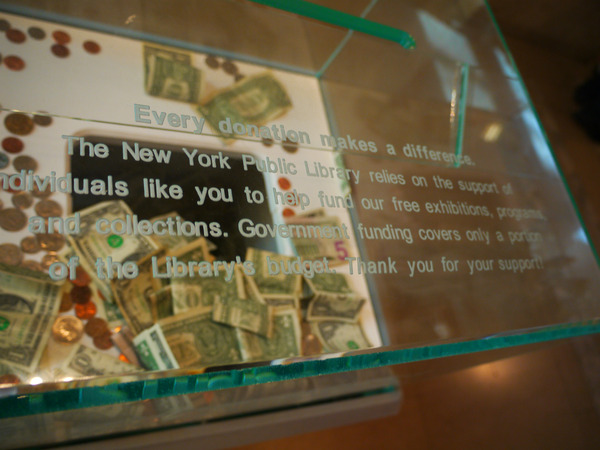 Every donation makes a difference.
The New York Public Library relies on the support of
individuals like you to help fund our free exhibitions, programs,
and collections. Government funding covers only a portion
of the Library's budget. Thank you for your support!
5